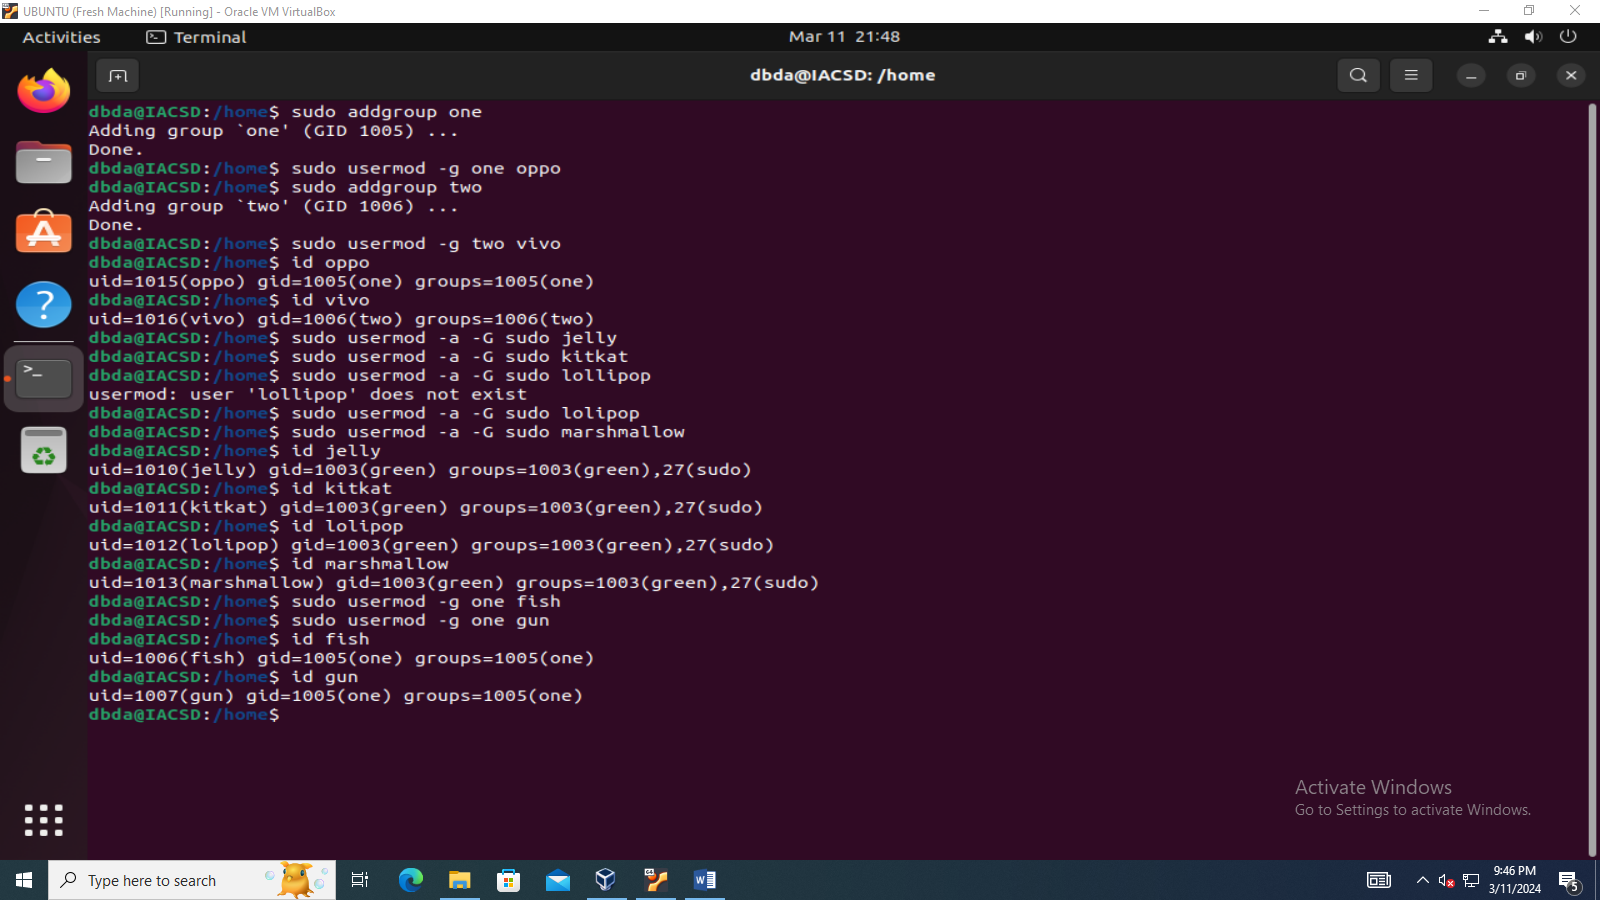 UBUNTU (Fresh Machine) [Running] - Oracle VM VirtualBox
Activities
Terminal
Mar 11 21:48
dbda@IACSD: /home
dbda@IACSD:/home$ sudo addgroup one
Adding group `one' (GID 1005) ...
Done.
dbda@IACSD:/home$ sudo usermod -g one oppo
dbda@IACSD:/home$ sudo addgroup two
Adding group `two' (GID 1006) ...
Done.
dbda@IACSD:/home$ sudo usermod -g two vivo
dbda@IACSD:/home$ id oppo
uid=1015(oppo) gid=1005(one) groups=1005(one)
dbda@IACSD:/home$ id vivo
uid=1016(vivo) gid=1006(two) groups=1006(two)
dbda@IACSD:/home$ sudo usermod -a -G sudo jelly
dbda@IACSD:/home$ sudo usermod -a -G sudo kitkat
dbda@IACSD:/home$ sudo usermod -a -G sudo lollipop
usermod: user 'lollipop' does not exist
dbda@IACSD:/home$ sudo usermod -a -G sudo lolipop
dbda@IACSD:/home$ sudo usermod -a -G sudo marshmallow
dbda@IACSD:/home$ id jelly
uid=1010(jelly) gid=1003(green) groups=1003(green),27(sudo)
dbda@IACSD:/home$ id kitkat
uid=1011(kitkat) gid=1003(green) groups=1003(green),27(sudo)
dbda@IACSD:/home$ id lolipop
uid=1012(lolipop) gid=1003(green) groups=1003(green),27(sudo)
dbda@IACSD:/home$ id marshmallow
uid=1013(marshmallow) gid=1003(green) groups=1003(green),27(sudo)
dbda@IACSD:/home$ sudo usermod -g one fish
dbda@IACSD:/home$ sudo usermod -g one gun
dbda@IACSD:/home$ id fish
uid=1006(fish) gid=1005(one) groups=1005(one)
dbda@IACSD:/home$ id gun
uid=1007(gun) gid=1005(one) groups=1005(one)
dbda@IACSD:/home$
Activate Windows
Go to Settings to activate Windows.
Type here to search
9:46 PM
3/11/2024
5